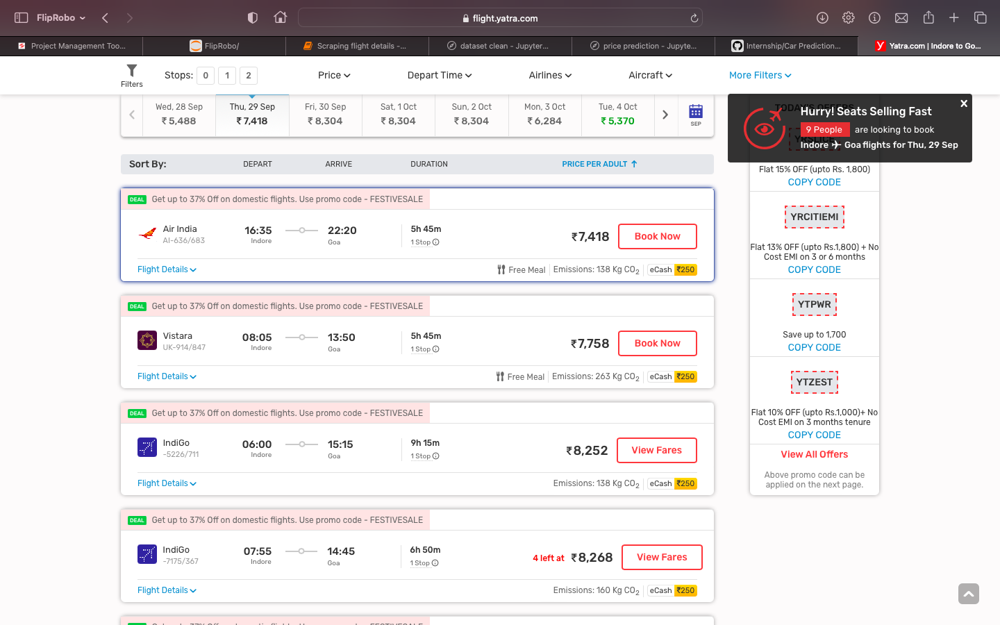 FlipRobo
flight.yatra.com
Project Management Too...
FlipRobo/
Scraping flight details -...
dataset clean - Jupyter...
price prediction - Jupyte...
Internship/Car Prediction...
Yatra.com | Indore to Go...
Filters
Stops: 0 1 2
Price
Depart Time
Airlines
Aircraft
More Filters
Wed, 28 Sep
₹ 5,488
Thu, 29 Sep
₹ 7,418
Fri, 30 Sep
₹ 8,304
Sat, 1 Oct
₹ 8,304
Sun, 2 Oct
₹ 8,304
Mon, 3 Oct
₹ 6,284
Tue, 4 Oct
₹ 5,370
SEP
TODAY'S OFFERS
Hurry! Seats Selling Fast
9 People are looking to book
Indore Goa flights for Thu, 29 Sep
Sort By: DEPART ARRIVE DURATION PRICE PER ADULT
DEAL Get up to 37% Off on domestic flights. Use promo code - FESTIVESALE
Air India
AI-636/683
16:35
Indore
22:20
Goa
5h 45m
1 Stop
₹7,418
Book Now
Flight Details
Free Meal
Emissions: 138 Kg CO2
eCash ₹250
DEAL Get up to 37% Off on domestic flights. Use promo code - FESTIVESALE
Vistara
UK-914/847
08:05
Indore
13:50
Goa
5h 45m
1 Stop
₹7,758
Book Now
Flight Details
Free Meal
Emissions: 263 Kg CO2
eCash ₹250
DEAL Get up to 37% Off on domestic flights. Use promo code - FESTIVESALE
IndiGo
-5226/711
06:00
Indore
15:15
Goa
9h 15m
1 Stop
₹8,252
View Fares
Flight Details
Emissions: 138 Kg CO2
eCash ₹250
DEAL Get up to 37% Off on domestic flights. Use promo code - FESTIVESALE
IndiGo
-7175/367
07:55
Indore
14:45
Goa
6h 50m
1 Stop
4 left at ₹8,268
View Fares
Flight Details
Emissions: 160 Kg CO2
eCash ₹250
Flat 15% OFF (upto Rs. 1,800)
COPY CODE
YRCITIEMI
Flat 13% OFF (upto Rs.1,800) + No
Cost EMI on 3 or 6 months
COPY CODE
YTPWR
Save up to 1,700
COPY CODE
YTZEST
Flat 10% OFF (upto Rs.1,000)+ No
Cost EMI on 3 months tenure
COPY CODE
View All Offers
Above promo code can be
applied on the next page.